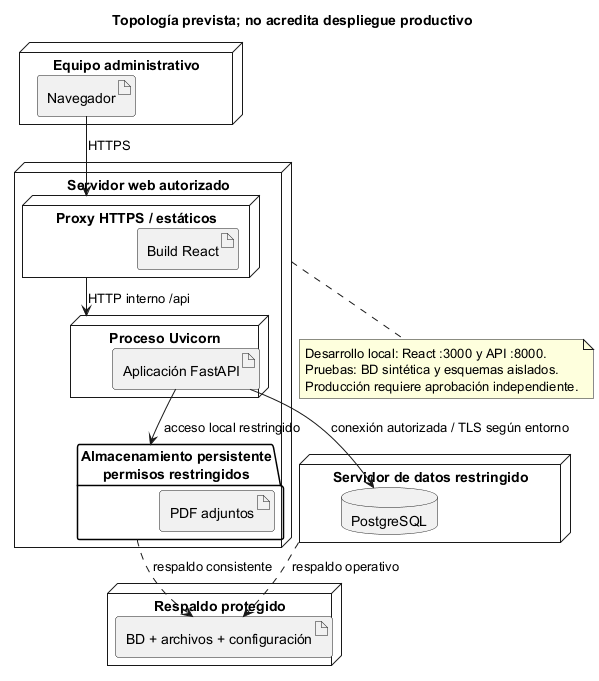 Topología prevista; no acredita despliegue productivo
Equipo administrativo
Navegador
HTTPS
Servidor web autorizado
Proxy HTTPS / estáticos
Build React
HTTP interno /api
Proceso Uvicorn
Aplicación FastAPI
Desarrollo local: React :3000 y API :8000.
Pruebas: BD sintética y esquemas aislados.
Producción requiere aprobación independiente.
acceso local restringido
conexión autorizada / TLS según entorno
Almacenamiento persistente
permisos restringidos
PDF adjuntos
Servidor de datos restringido
PostgreSQL
respaldo consistente
respaldo operativo
Respaldo protegido
BD + archivos + configuración